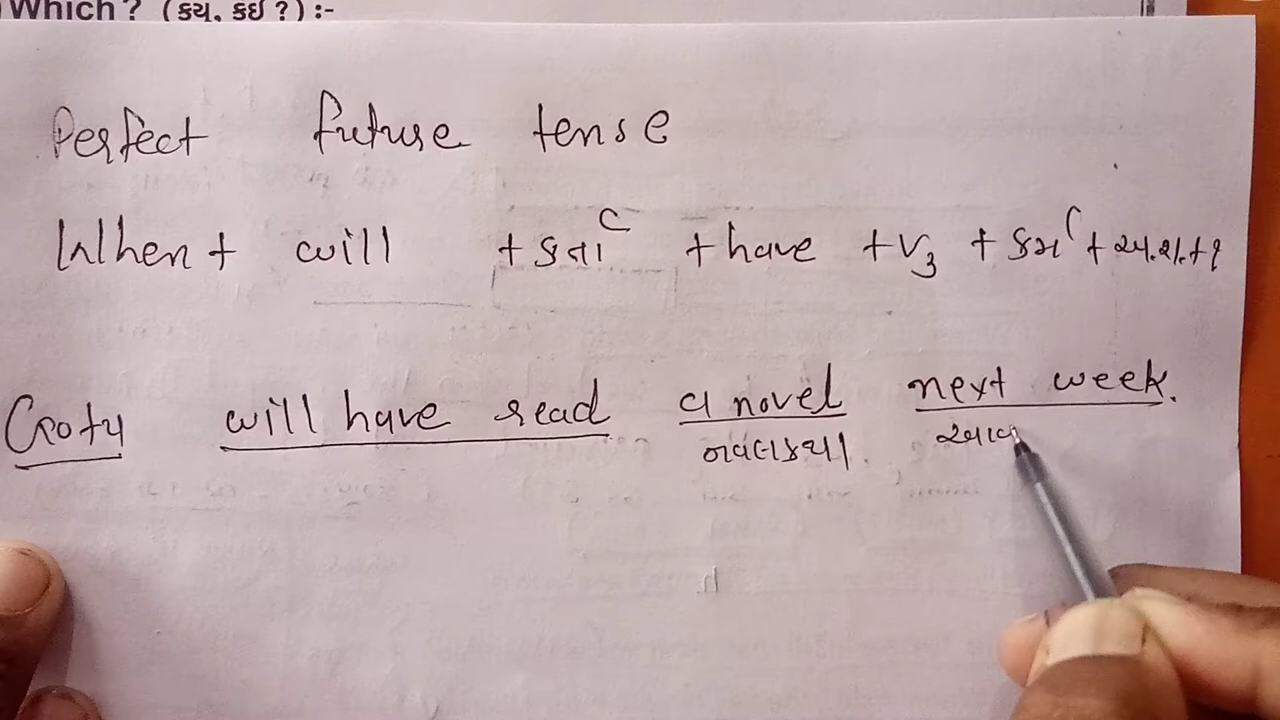 Which? (કય, કઇ ?) :-
Perfect future tense
When + will + કર્તા + have + V3 + કર્મ + અ.શ. + ?
Goty will have read a novel next week.
નવલકથા.